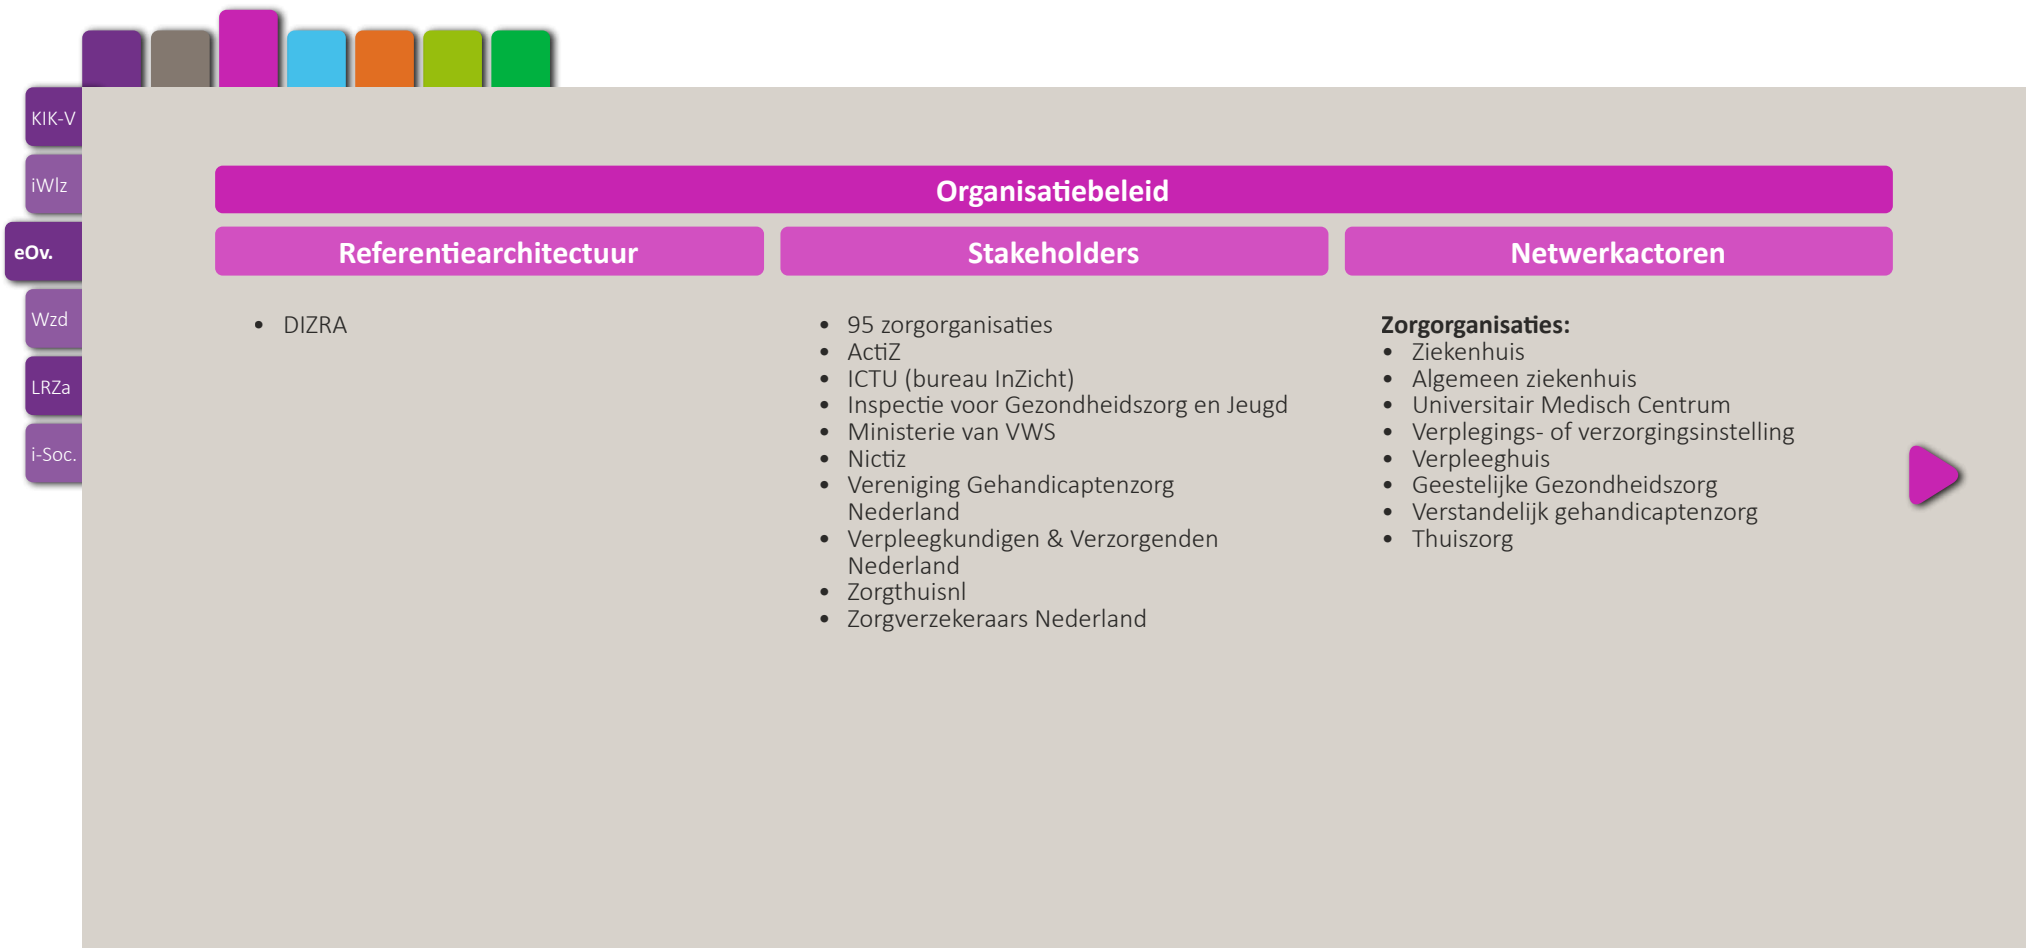 KIK-V
iWlz
eOv.
Wzd
LRZa
i-Soc.
Organisatiebeleid
Referentiearchitectuur
• DIZRA
Stakeholders
• 95 zorgorganisaties
• ActiZ
• ICTU (bureau InZicht)
• Inspectie voor Gezondheidszorg en Jeugd
• Ministerie van VWS
• Nictiz
• Vereniging Gehandicaptenzorg
Nederland
• Verpleegkundigen & Verzorgenden
Nederland
• Zorgthuisnl
• Zorgverzekeraars Nederland
Netwerkactoren
Zorgorganisaties:
• Ziekenhuis
• Algemeen ziekenhuis
• Universitair Medisch Centrum
• Verplegings- of verzorgingsinstelling
• Verpleeghuis
• Geestelijke Gezondheidszorg
• Verstandelijk gehandicaptenzorg
• Thuiszorg